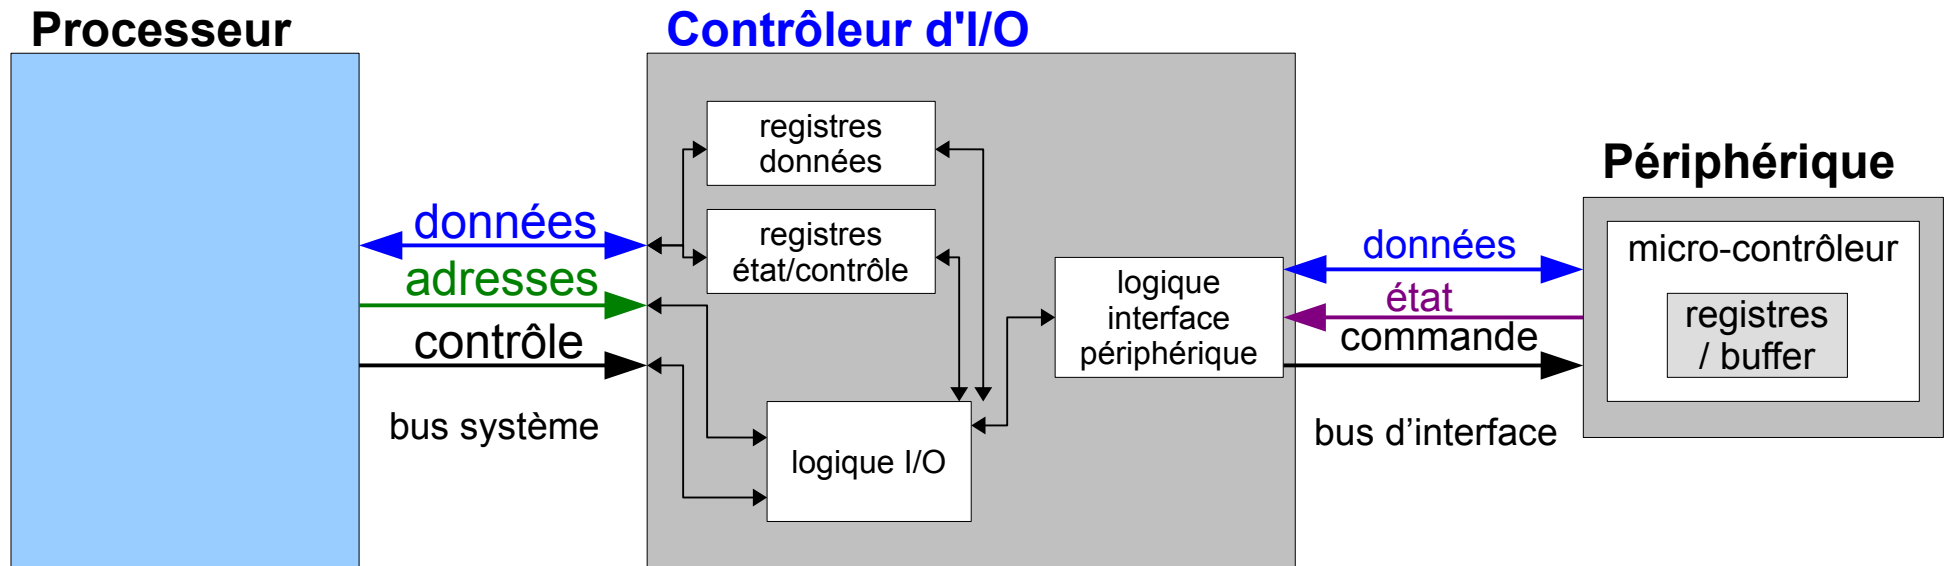 Processeur
Contrôleur d'I/O
Périphérique
données
adresses
contrôle
bus système
registres
données
registres
état/contrôle
logique I/O
logique
interface
périphérique
données
état
commande
bus d’interface
micro-contrôleur
registres
/ buffer